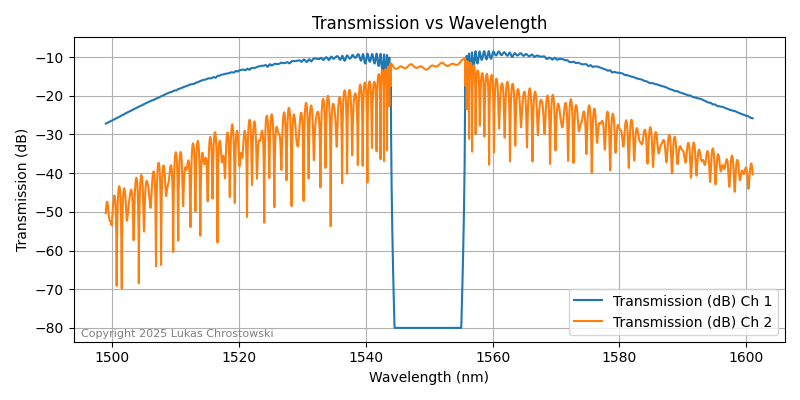 Transmission vs Wavelength
Transmission (dB)
−10
−20
−30
−40
−50
−60
−70
−80
Transmission (dB) Ch 1
Transmission (dB) Ch 2
Copyright 2025 Lukas Chrostowski
1500 1520 1540 1560 1580 1600
Wavelength (nm)